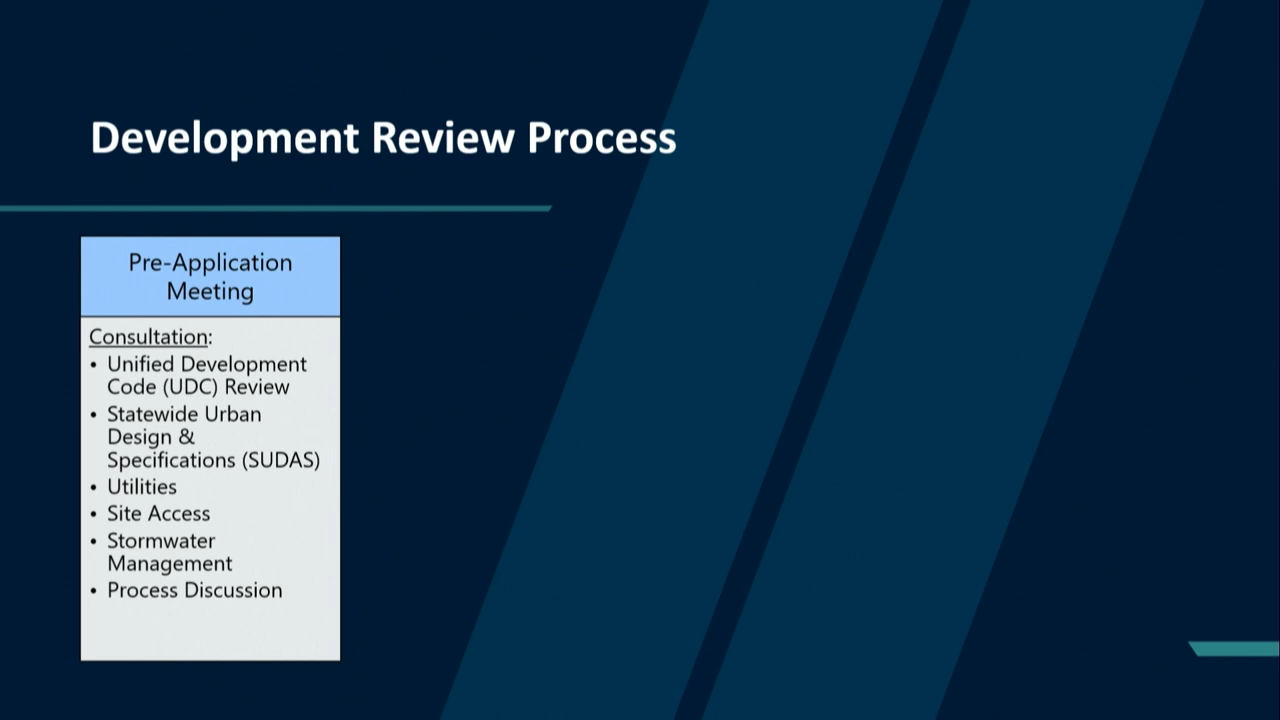 Development Review Process
Pre-Application
Meeting
Consultation:
• Unified Development
Code (UDC) Review
• Statewide Urban
Design &
Specifications (SUDAS)
• Utilities
• Site Access
• Stormwater
Management
• Process Discussion